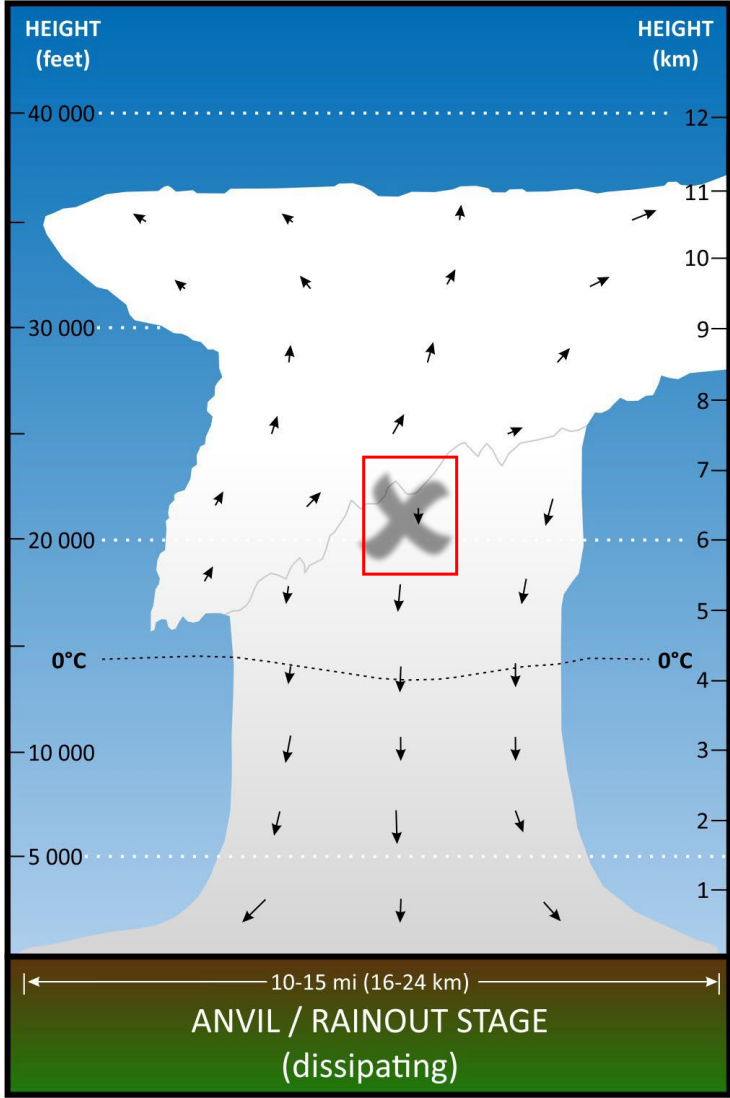 HEIGHT
(feet)
HEIGHT
(km)
40 000
12
11
10
30 000
9
8
7
20 000
6
5
0°C
0°C
4
10 000
3
2
5 000
1
10-15 mi (16-24 km)
ANVIL / RAINOUT STAGE
(dissipating)